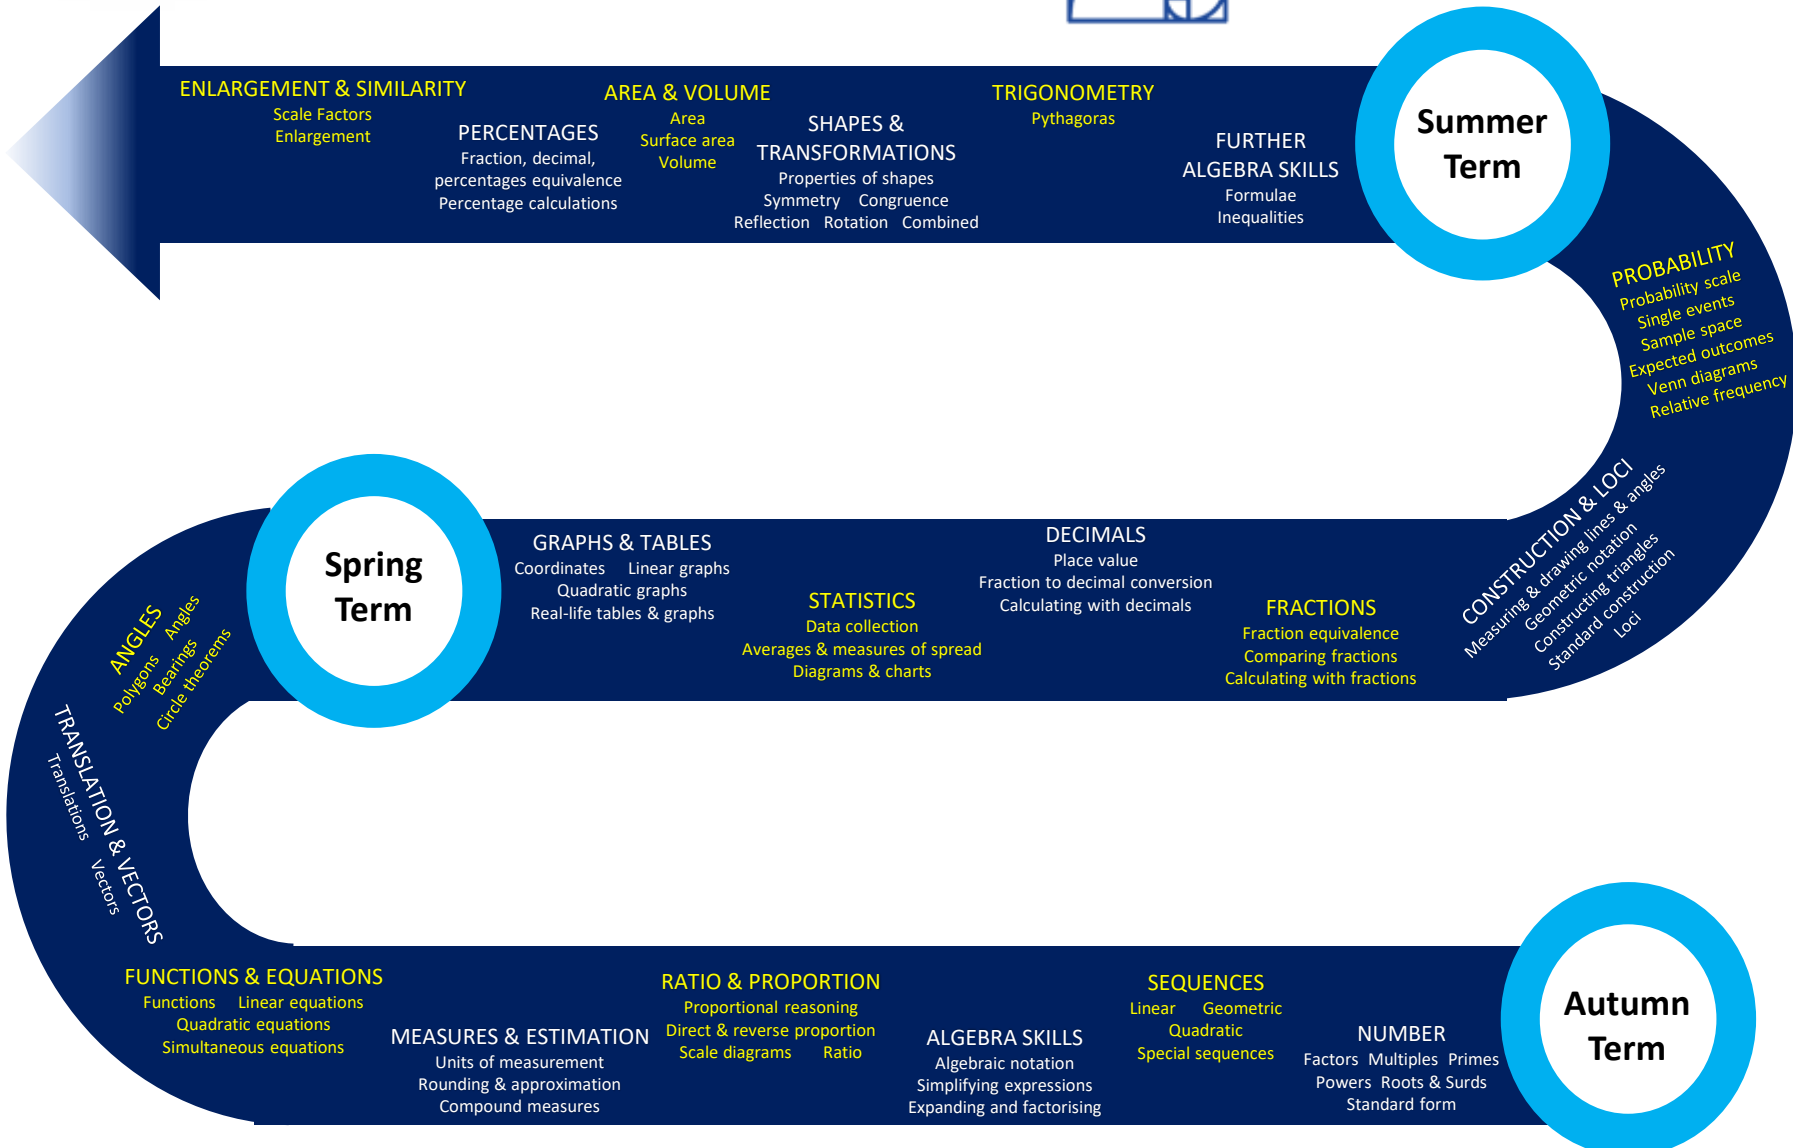 ENLARGEMENT & SIMILARITY
Scale Factors
Enlargement
PERCENTAGES
Fraction, decimal,
percentages equivalence
Percentage calculations
AREA & VOLUME
Area
Surface area
Volume
SHAPES &
TRANSFORMATIONS
Properties of shapes
Symmetry Congruence
Reflection Rotation Combined
TRIGONOMETRY
Pythagoras
FURTHER
ALGEBRA SKILLS
Formulae
Inequalities
Summer
Term
PROBABILITY
Probability scale
Single events
Sample space
Expected outcomes
Venn diagrams
Relative frequency
CONSTRUCTION & LOCI
Measuring & drawing lines & angles
Geometric notation
Constructing triangles
Standard construction
Loci
Spring
Term
GRAPHS & TABLES
Coordinates Linear graphs
Quadratic graphs
Real-life tables & graphs
STATISTICS
Data collection
Averages & measures of spread
Diagrams & charts
DECIMALS
Place value
Fraction to decimal conversion
Calculating with decimals
FRACTIONS
Fraction equivalence
Comparing fractions
Calculating with fractions
ANGLES
Polygons Angles
Bearings
Circle theorems
TRANSLATION & VECTORS
Translations Vectors
FUNCTIONS & EQUATIONS
Functions Linear equations
Quadratic equations
Simultaneous equations
MEASURES & ESTIMATION
Units of measurement
Rounding & approximation
Compound measures
RATIO & PROPORTION
Proportional reasoning
Direct & reverse proportion
Scale diagrams Ratio
ALGEBRA SKILLS
Algebraic notation
Simplifying expressions
Expanding and factorising
SEQUENCES
Linear Geometric
Quadratic
Special sequences
NUMBER
Factors Multiples Primes
Powers Roots & Surds
Standard form
Autumn
Term